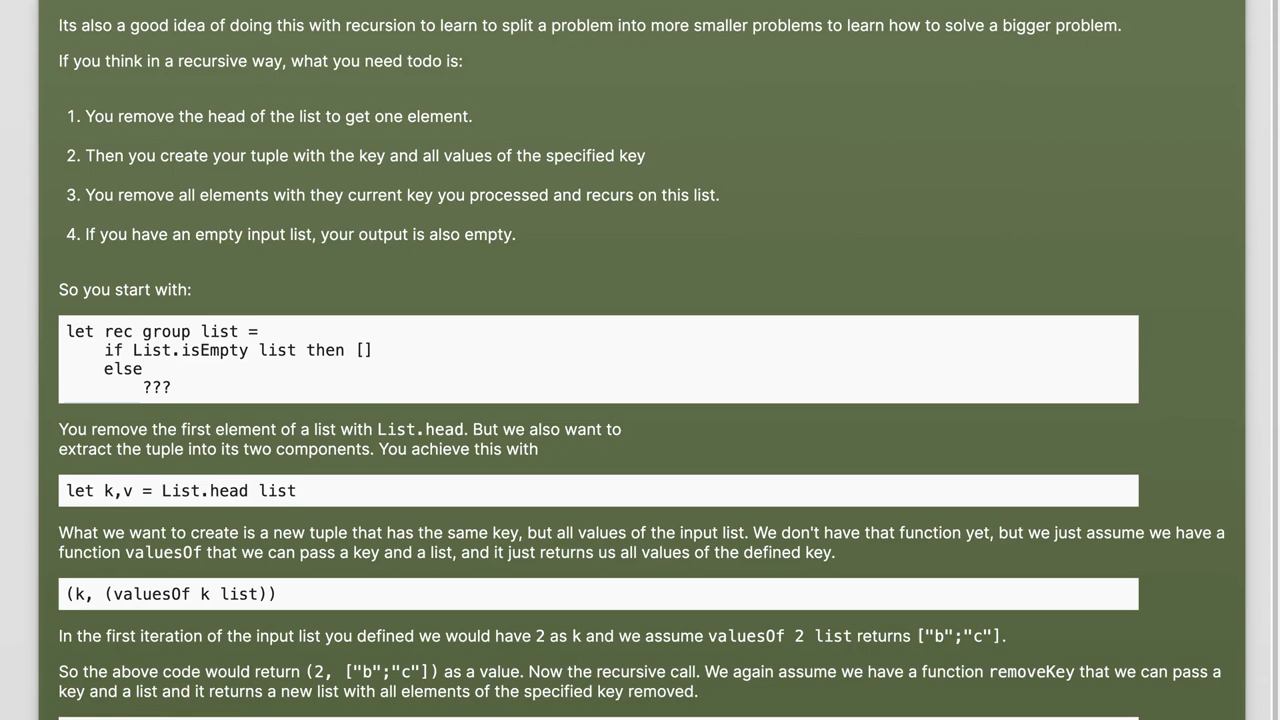 Its also a good idea of doing this with recursion to learn to split a problem into more smaller problems to learn how to solve a bigger problem.
If you think in a recursive way, what you need todo is:
1. You remove the head of the list to get one element.
2. Then you create your tuple with the key and all values of the specified key
3. You remove all elements with they current key you processed and recurs on this list.
4. If you have an empty input list, your output is also empty.
So you start with:
let rec group list =
    if List.isEmpty list then []
    else
        ???
You remove the first element of a list with List.head. But we also want to
extract the tuple into its two components. You achieve this with
let k,v = List.head list
What we want to create is a new tuple that has the same key, but all values of the input list. We don't have that function yet, but we just assume we have a
function valuesOf that we can pass a key and a list, and it just returns us all values of the defined key.
(k, (valuesOf k list))
In the first iteration of the input list you defined we would have 2 as k and we assume valuesOf 2 list returns ["b";"c"].
So the above code would return (2, ["b";"c"]) as a value. Now the recursive call. We again assume we have a function removeKey that we can pass a
key and a list and it returns a new list with all elements of the specified key removed.